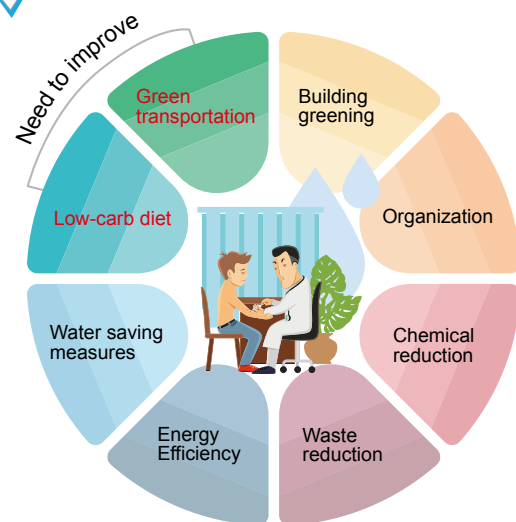 Need to improve
Green
transportation
Building
greening
Low-carb diet
Organization
Water saving
measures
Chemical
reduction
Energy
Efficiency
Waste
reduction